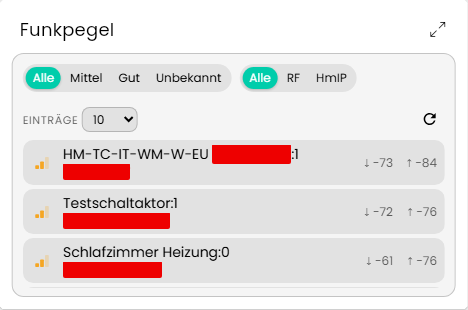 Funkpegel
Alle Mittel Gut Unbekannt Alle RF HmIP
EINTRÄGE 10
HM-TC-IT-WM-W-EU :1 ↓ -73 ↑ -84
Testschaltaktor:1 ↓ -72 ↑ -76
Schlafzimmer Heizung:0 ↓ -61 ↑ -76